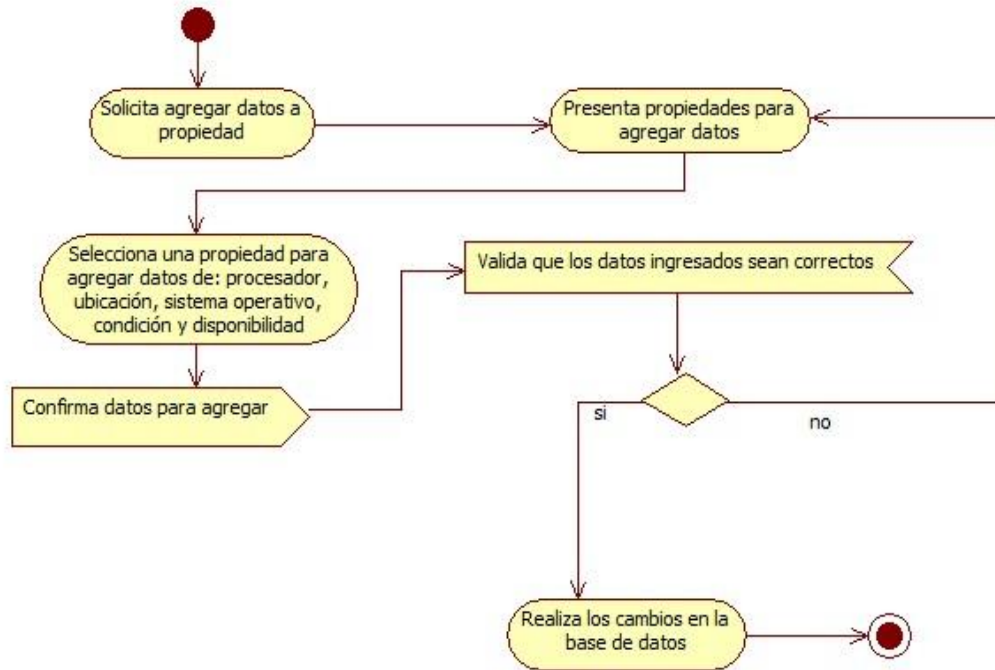 Solicita agregar datos a
propiedad
Presenta propiedades para
agregar datos
Selecciona una propiedad para
agregar datos de: procesador,
ubicación, sistema operativo,
condición y disponibilidad
Valida que los datos ingresados sean correctos
Confirma datos para agregar
si
no
Realiza los cambios en la
base de datos